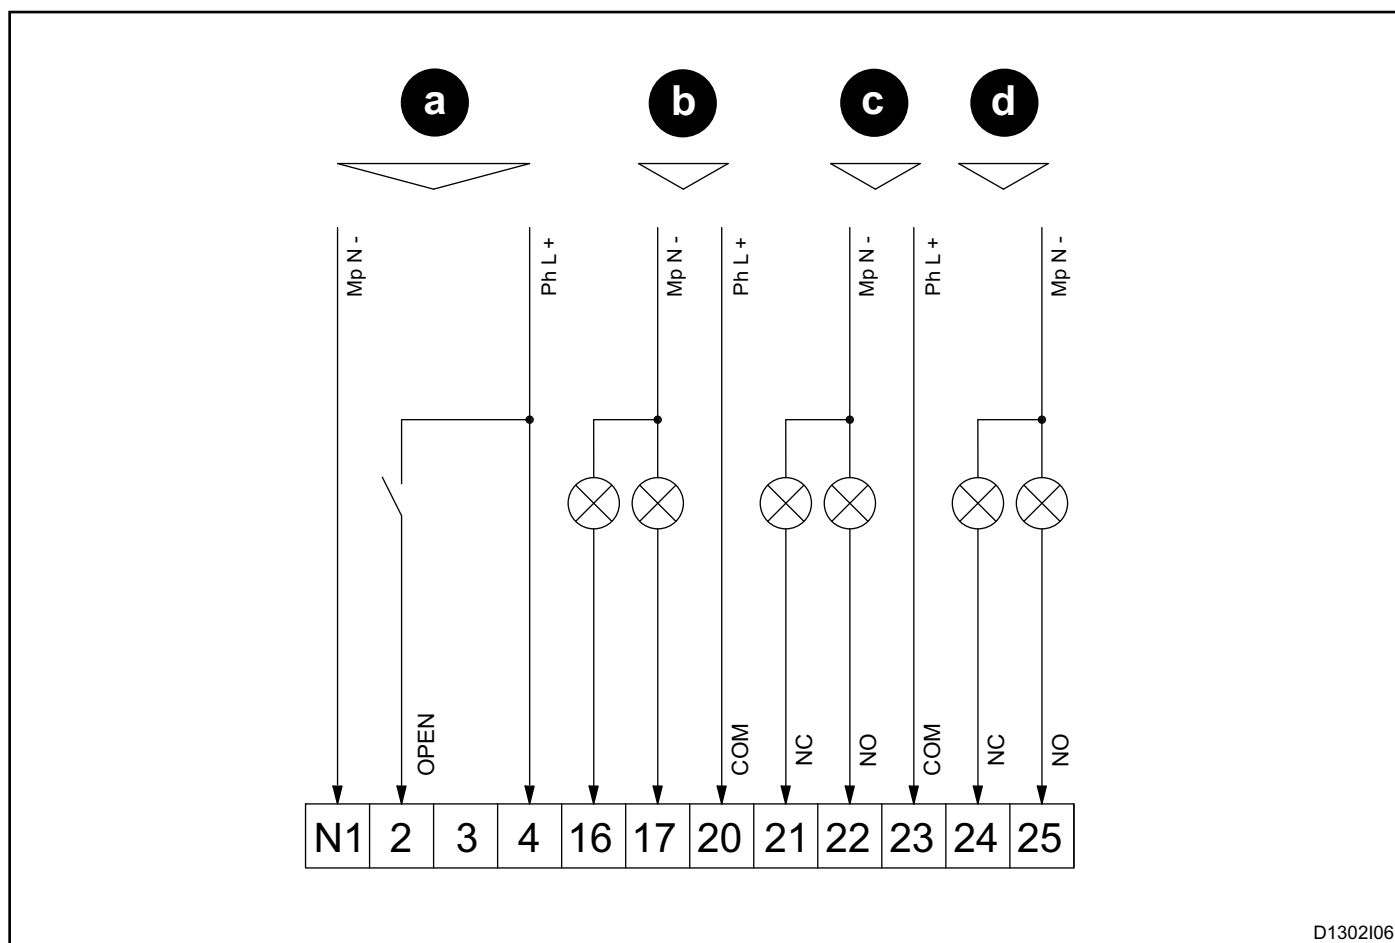 a b c d
Mp N - Ph L + Mp N - Ph L + Mp N - Ph L + Mp N -
OPEN COM NC NO COM NC NO
N1 2 3 4 16 17 20 21 22 23 24 25
D1302I06